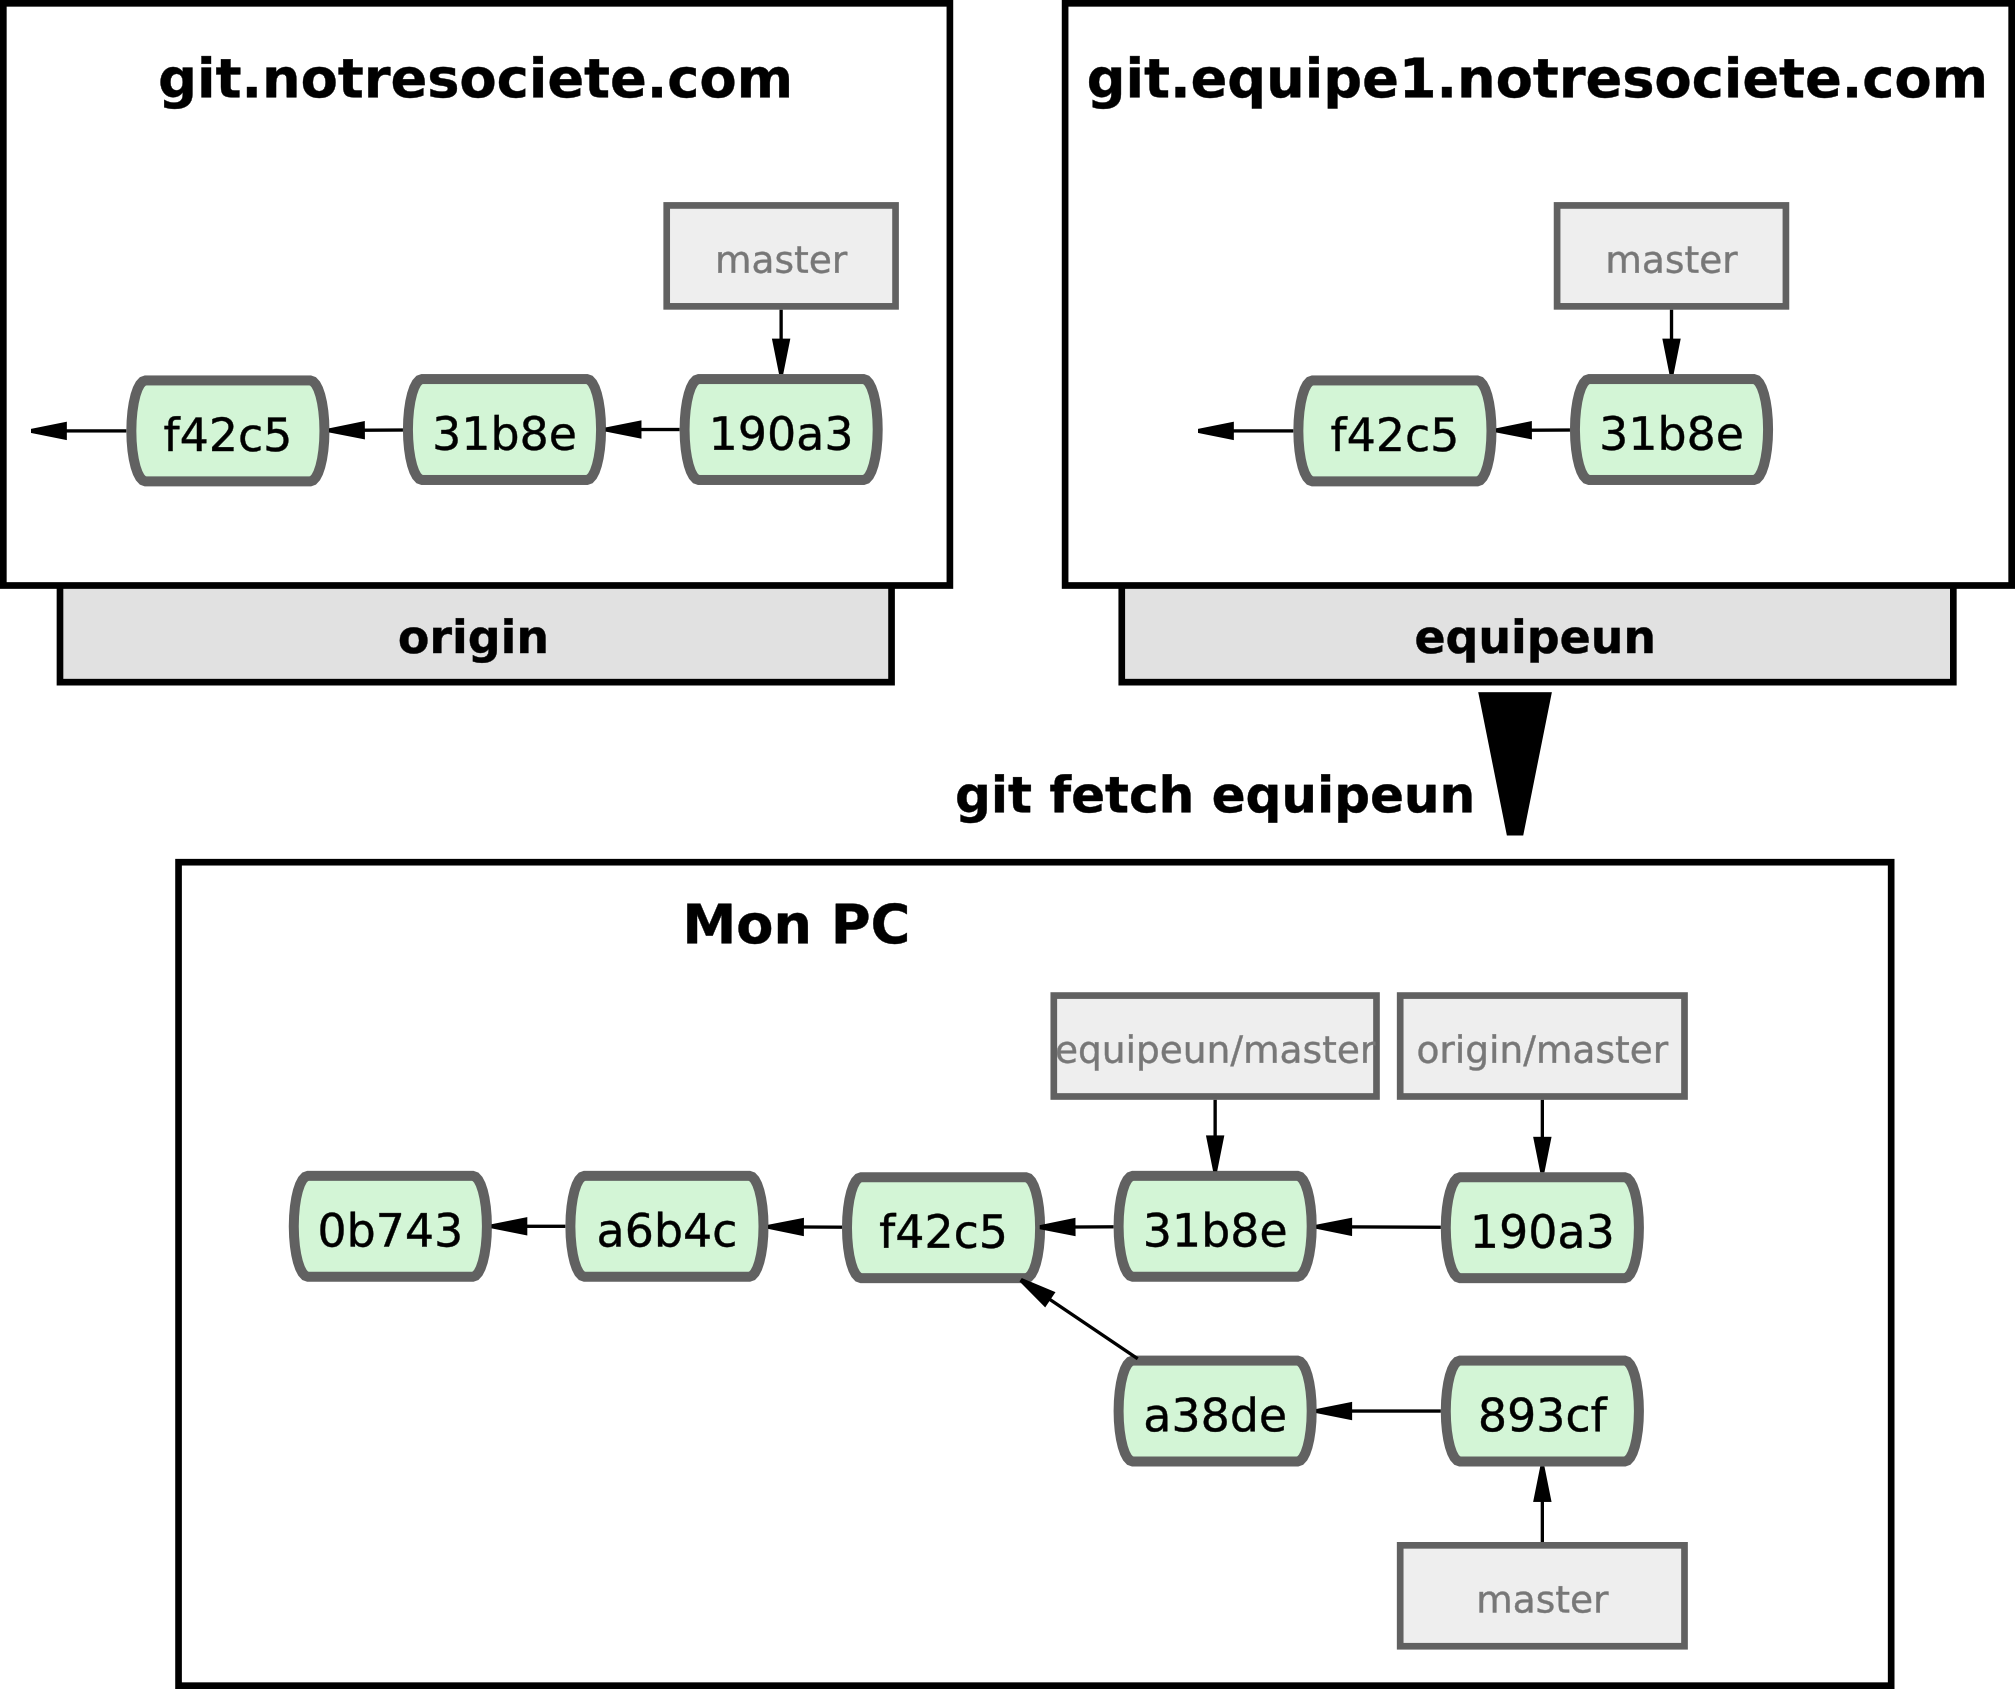 git.notresociete.com
master
f42c5
31b8e
190a3
origin
git.equipe1.notresociete.com
master
f42c5
31b8e
equipeun
git fetch equipeun
Mon PC
equipeun/master
origin/master
0b743
a6b4c
f42c5
31b8e
190a3
a38de
893cf
master